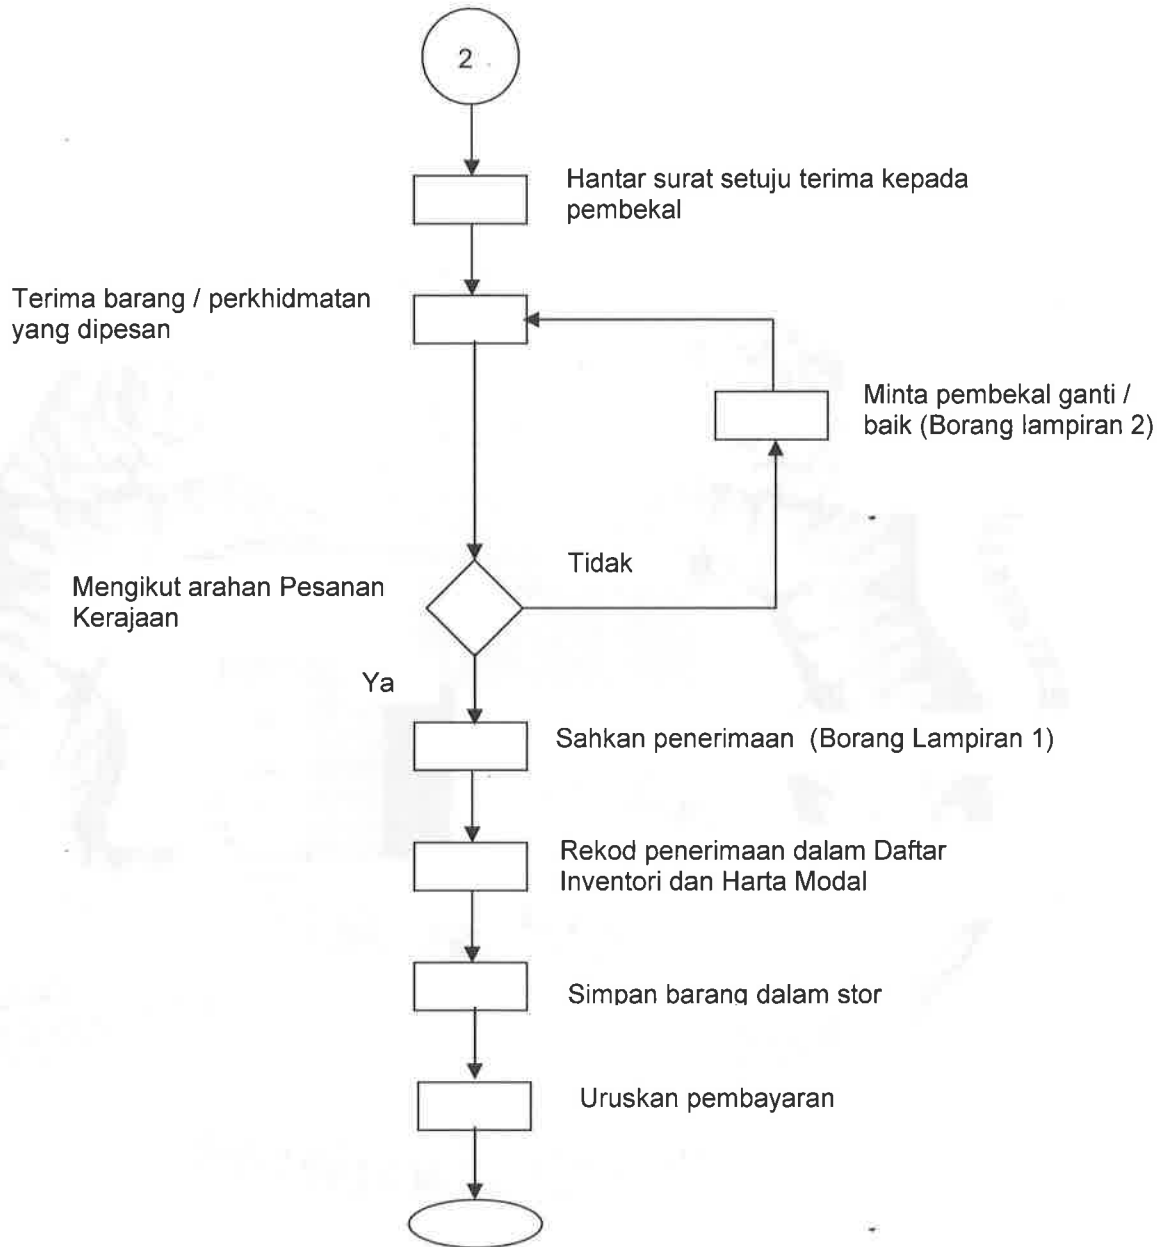 2
Hantar surat setuju terima kepada
pembekal
Terima barang / perkhidmatan
yang dipesan
Minta pembekal ganti /
baik (Borang lampiran 2)
Tidak
Mengikut arahan Pesanan
Kerajaan
Ya
Sahkan penerimaan (Borang Lampiran 1)
Rekod penerimaan dalam Daftar
Inventori dan Harta Modal
Simpan barang dalam stor
Uruskan pembayaran